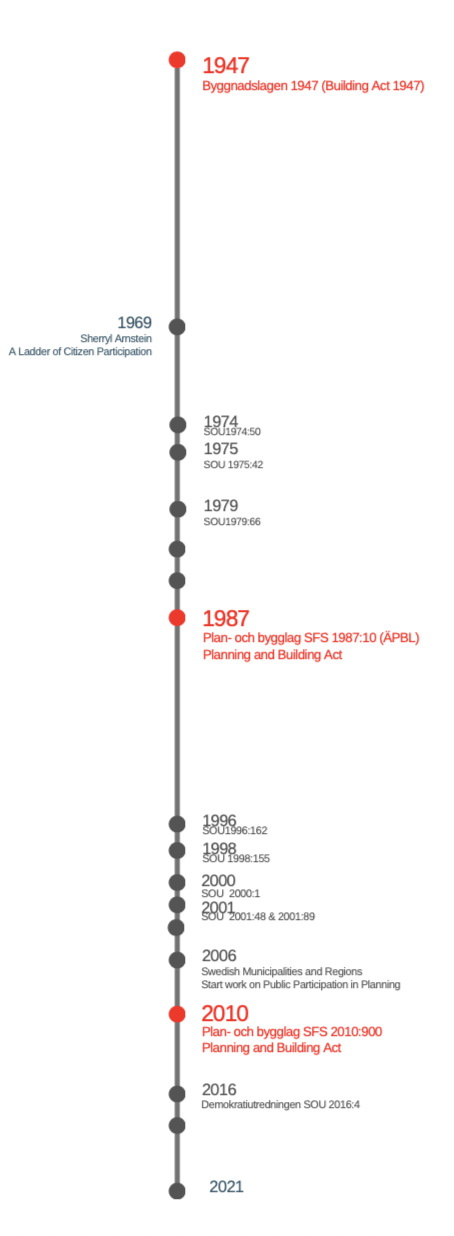 1947
Byggnadslagen 1947 (Building Act 1947)
1969
Sherryl Arnstein
A Ladder of Citizen Participation
1974
SOU1974:50
1975
SOU 1975:42
1979
SOU1979:66
1987
Plan- och bygglag SFS 1987:10 (ÄPBL)
Planning and Building Act
1996
SOU1996:162
1998
SOU 1998:155
2000
SOU 2000:1
2001
SOU 2001:48 & 2001:89
2006
Swedish Municipalities and Regions
Start work on Public Participation in Planning
2010
Plan- och bygglag SFS 2010:900
Planning and Building Act
2016
Demokratiutredningen SOU 2016:4
2021